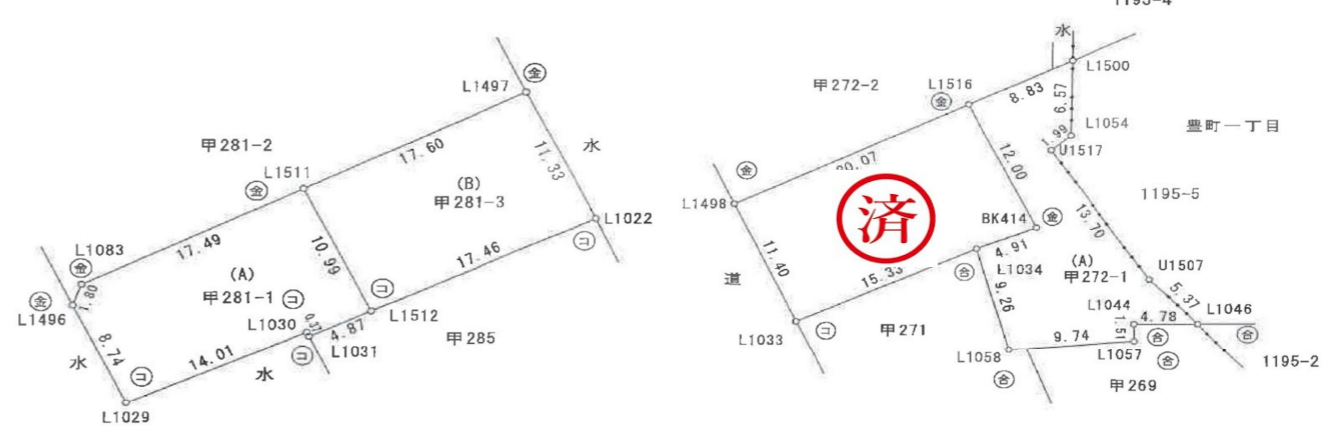 1195-4
水
L1497
金
甲281-2
17.60
11.33
水
L1511
金
(B)
甲281-3
L1022
コ
L1083
金
17.49
10.99
17.46
(A)
甲281-1
コ
コ
金
1.80
L1496
L1030
0.37
4.87
L1512
コ
L1031
甲285
8.74
水
コ
14.01
水
L1029
甲272-2
L1516
金
8.83
L1500
6.57
L1054
1.99
U1517
豊町一丁目
金
20.07
12.00
L1498
済
BK414
金
1195-5
13.70
11.40
道
15.33
4.91
合
L1034
(A)
甲272-1
U1507
9.26
5.37
L1033
コ
甲271
L1044
4.78
L1046
合
合
1.51
L1058
9.74
L1057
合
合
甲269
1195-2